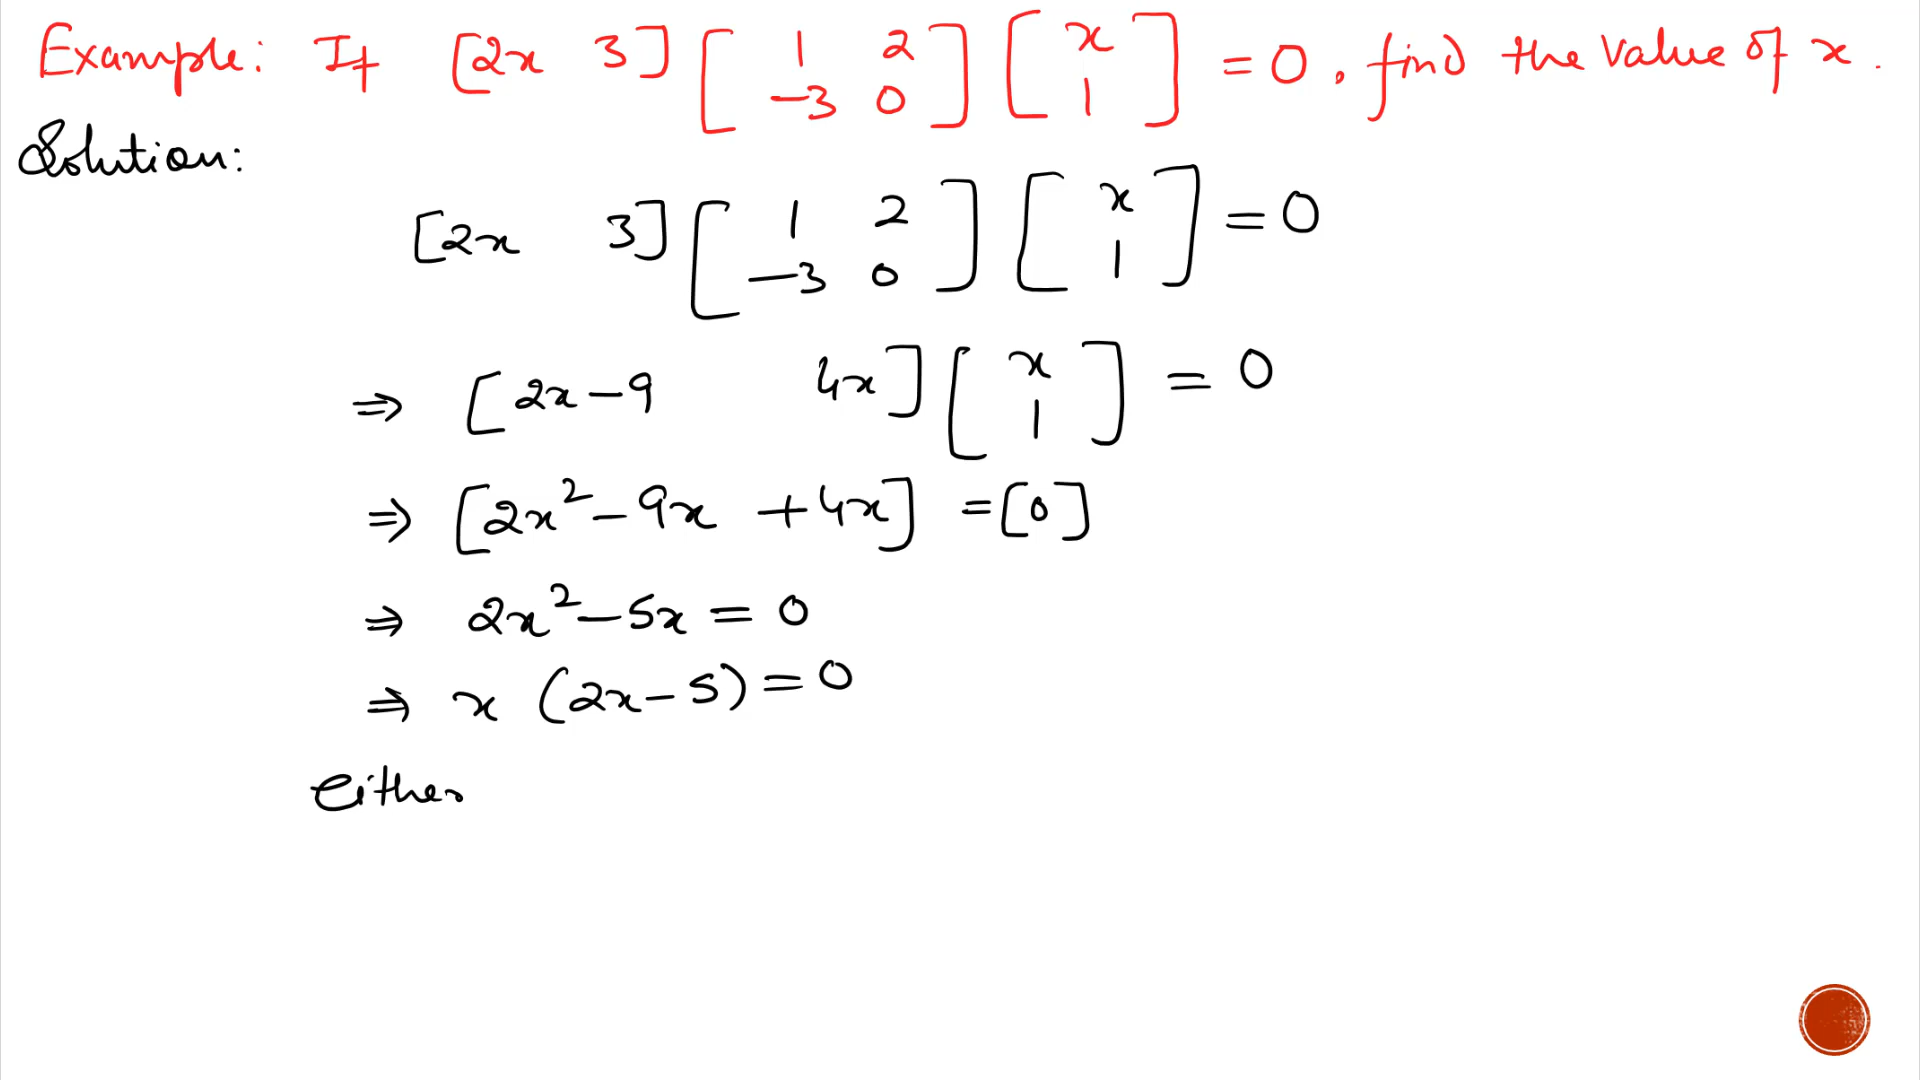 Example: If [2x 3] [1 2 -3 0] [x 1] = 0, find the value of x.
Solution:
[2x 3] [1 2 -3 0] [x 1] = 0
⇒ [2x-9 4x] [x 1] = 0
⇒ [2x²-9x +4x] = [0]
⇒ 2x²-5x = 0
⇒ x (2x-5) = 0
either